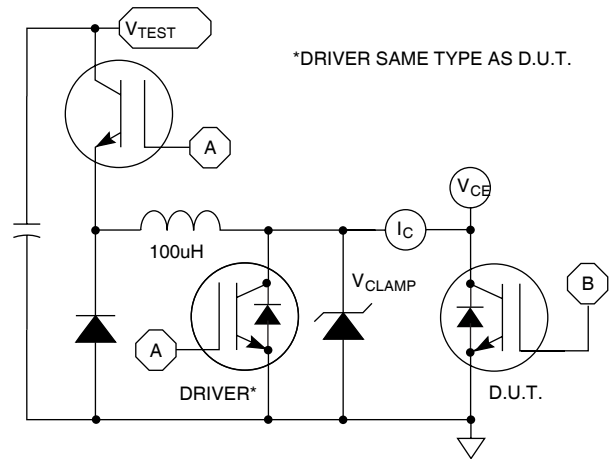 V_TEST
*DRIVER SAME TYPE AS D.U.T.
A
V_CE
I_C
100uH
V_CLAMP
B
A
DRIVER*
D.U.T.